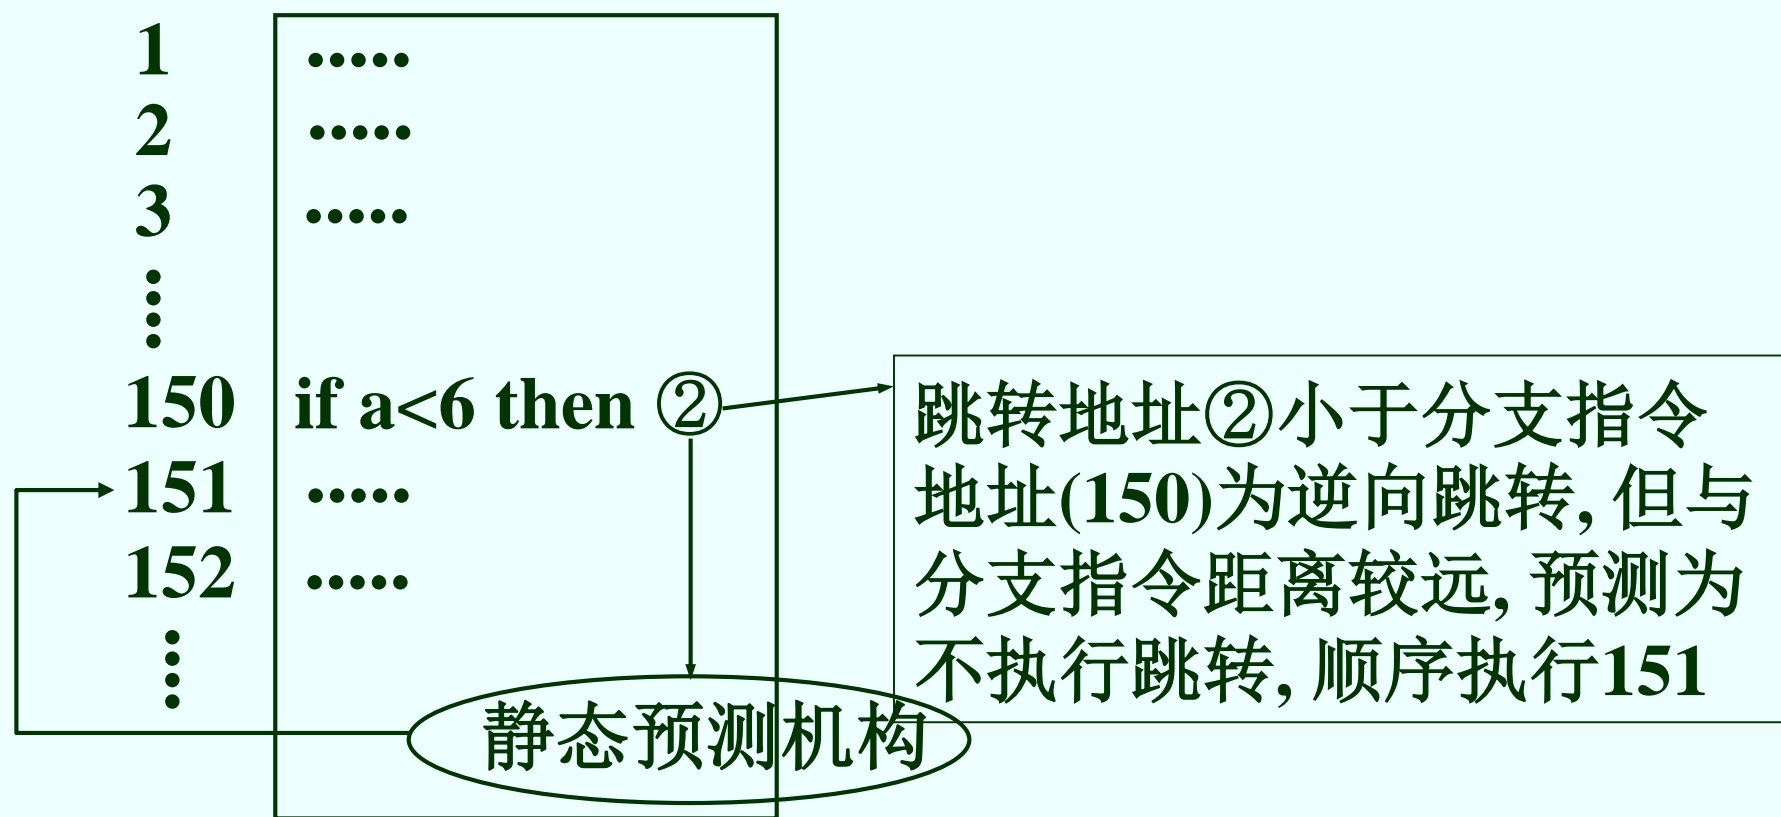 1 •••••
2 •••••
3 •••••
150 if a<6 then ②
151 •••••
152 •••••
跳转地址②小于分支指令
地址(150)为逆向跳转, 但与
分支指令距离较远, 预测为
不执行跳转, 顺序执行151
静态预测机构